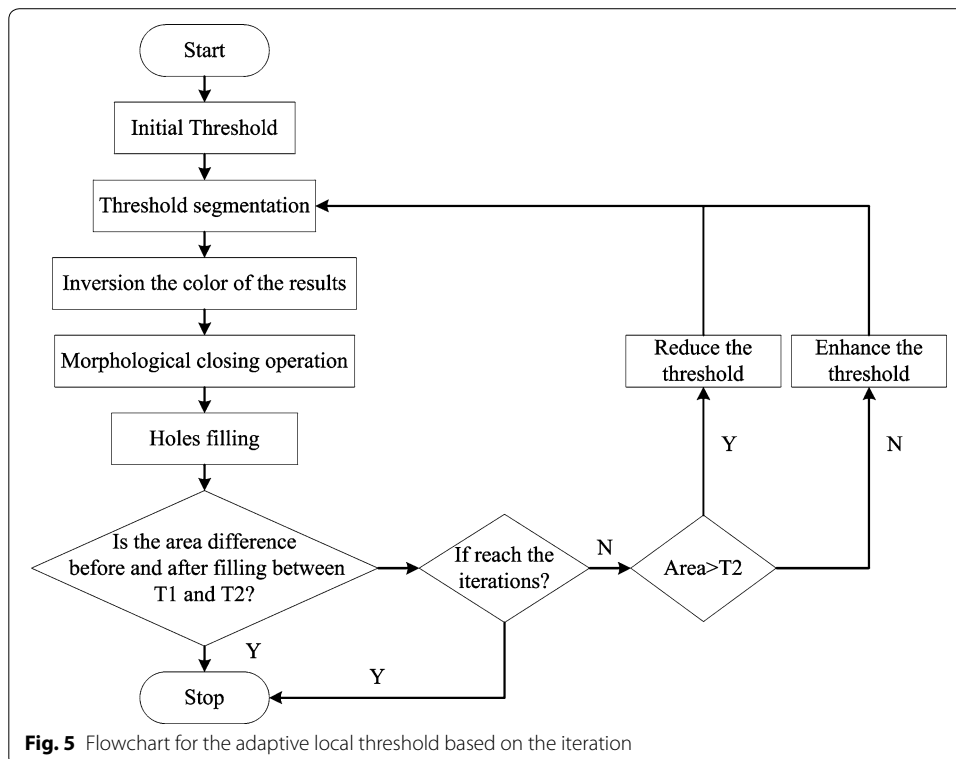 Start
Initial Threshold
Threshold segmentation
Inversion the color of the results
Morphological closing operation
Holes filling
Is the area difference
before and after filling between
T1 and T2?
Y
Stop
If reach the
iterations?
Y
N
Area>T2
Y
N
Reduce the
threshold
Enhance the
threshold
Fig. 5 Flowchart for the adaptive local threshold based on the iteration